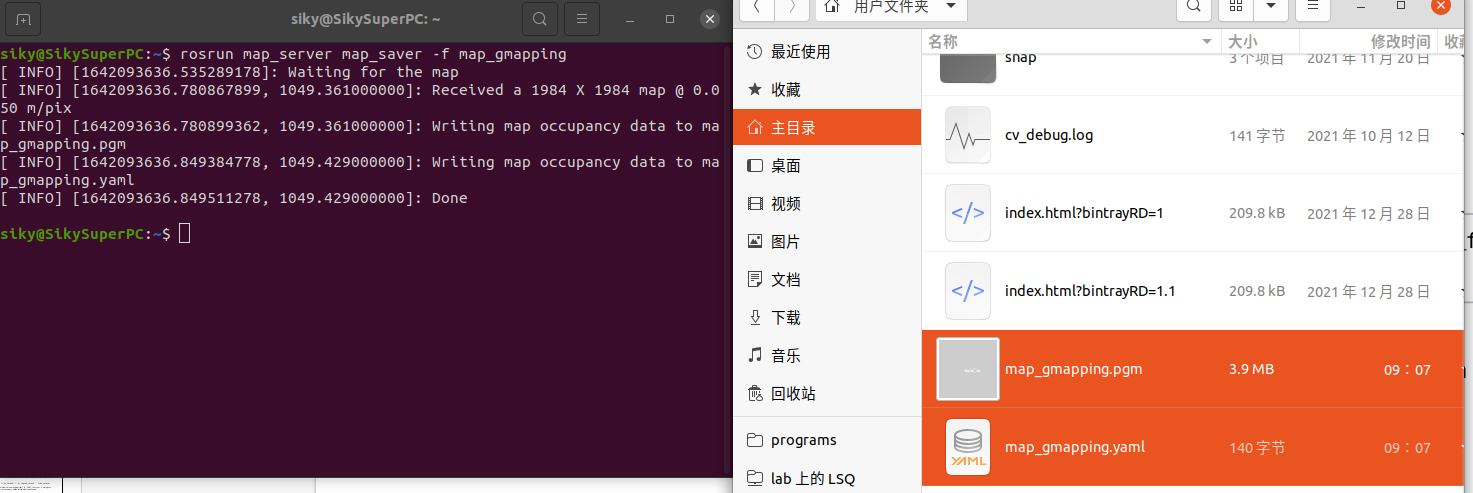 siky@SikySuperPC: ~
siky@SikySuperPC:~$ rosrun map_server map_saver -f map_gmapping
[ INFO] [1642093636.535289178]: Waiting for the map
[ INFO] [1642093636.780867899, 1049.361000000]: Received a 1984 X 1984 map @ 0.0
50 m/pix
[ INFO] [1642093636.780899362, 1049.361000000]: Writing map occupancy data to ma
p_gmapping.pgm
[ INFO] [1642093636.849384778, 1049.429000000]: Writing map occupancy data to ma
p_gmapping.yaml
[ INFO] [1642093636.849511278, 1049.429000000]: Done
siky@SikySuperPC:~$
用户文件夹
最近使用
收藏
主目录
桌面
视频
图片
文档
下载
音乐
回收站
programs
lab 上的 LSQ
名称 大小 修改时间 收
snap 3 个项目 2021 年 11 月 20 日
cv_debug.log 141 字节 2021 年 10 月 12 日
</> index.html?bintrayRD=1 209.8 kB 2021 年 12 月 28 日
</> index.html?bintrayRD=1.1 209.8 kB 2021 年 12 月 28 日
map_gmapping.pgm 3.9 MB 09：07
YAML map_gmapping.yaml 140 字节 09：07